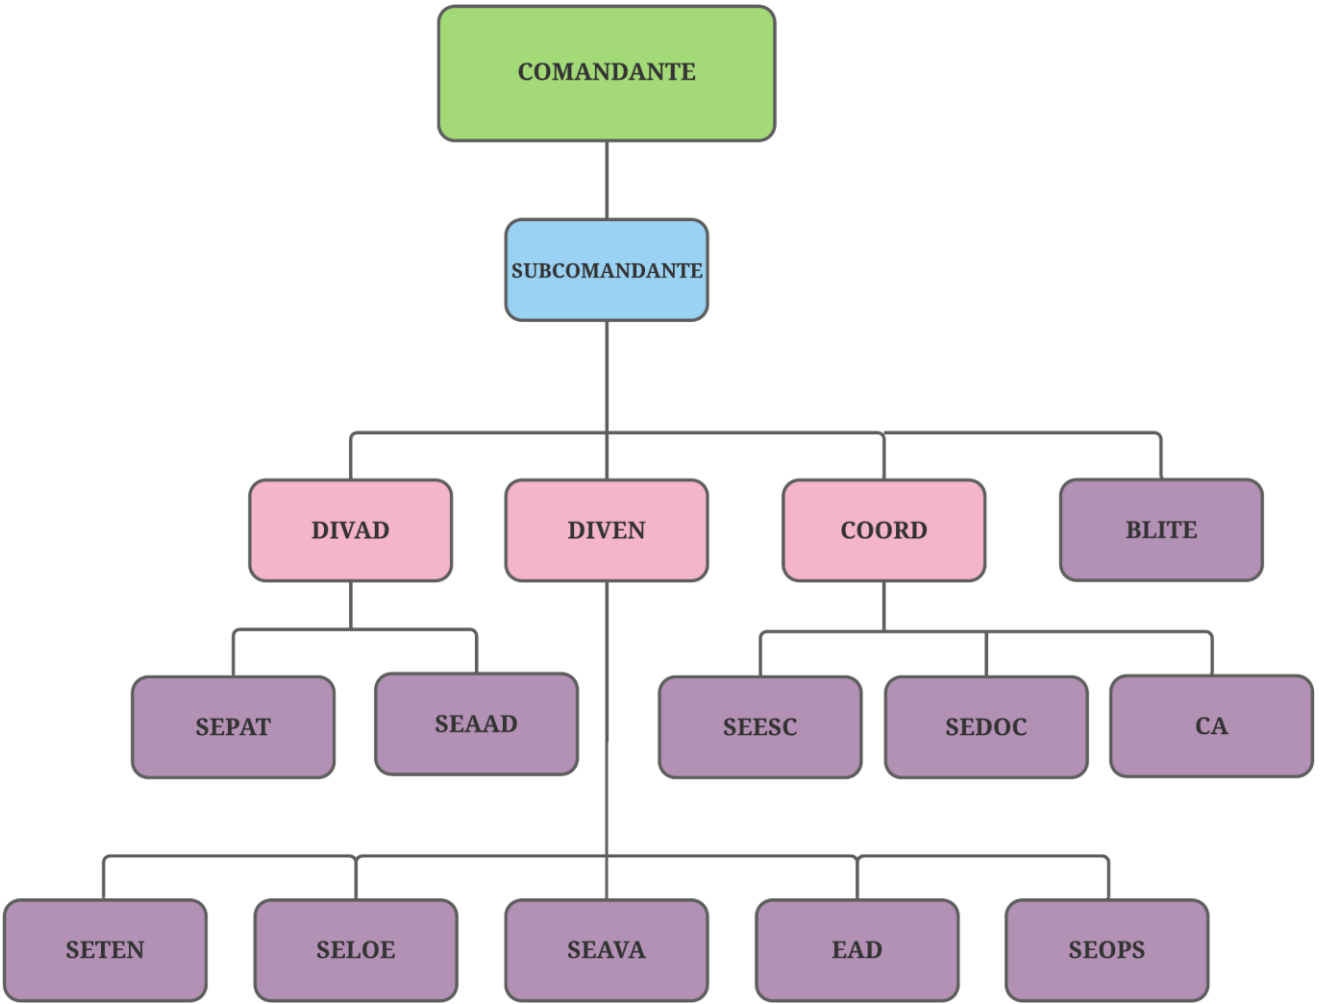 COMANDANTE
SUBCOMANDANTE
DIVAD
DIVEN
COORD
BLITE
SEPAT
SEAAD
SEESC
SEDOC
CA
SETEN
SELOE
SEAVA
EAD
SEOPS